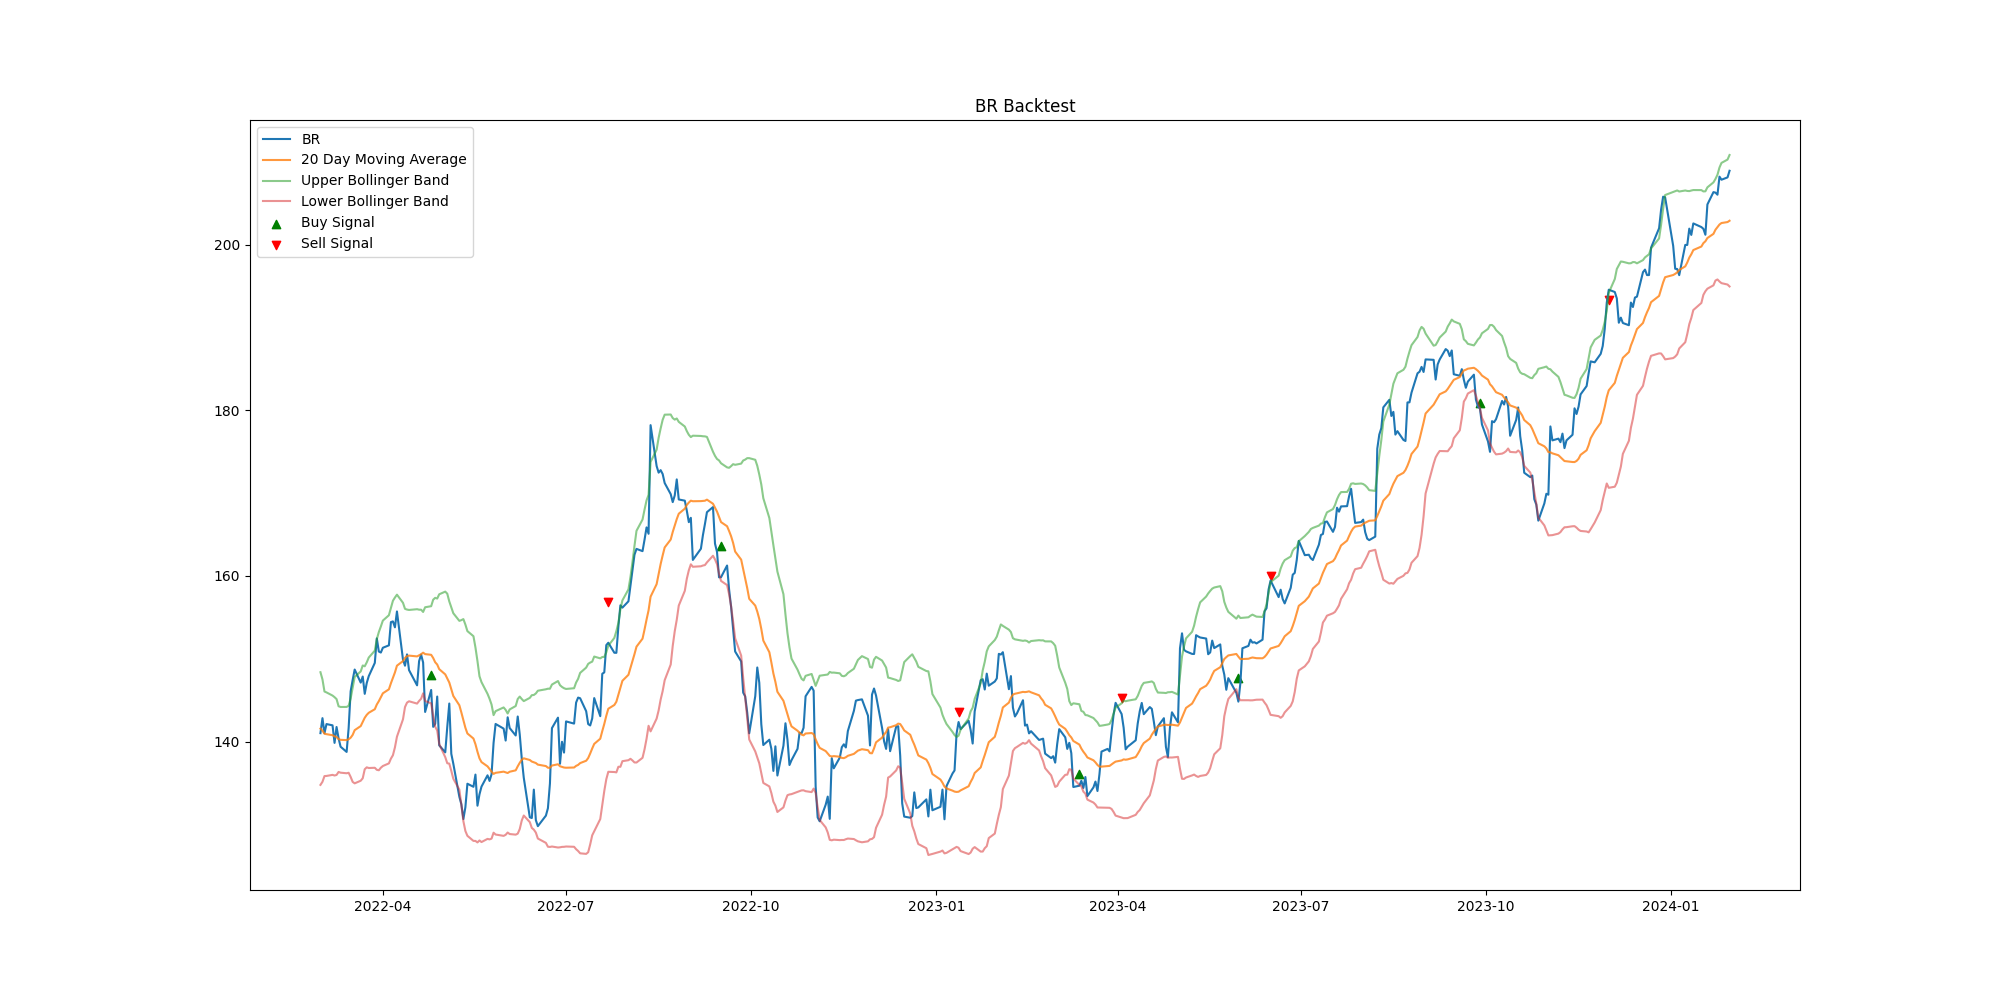 BR Backtest
BR
20 Day Moving Average
Upper Bollinger Band
Lower Bollinger Band
Buy Signal
Sell Signal
200
180
160
140
2022-04
2022-07
2022-10
2023-01
2023-04
2023-07
2023-10
2024-01